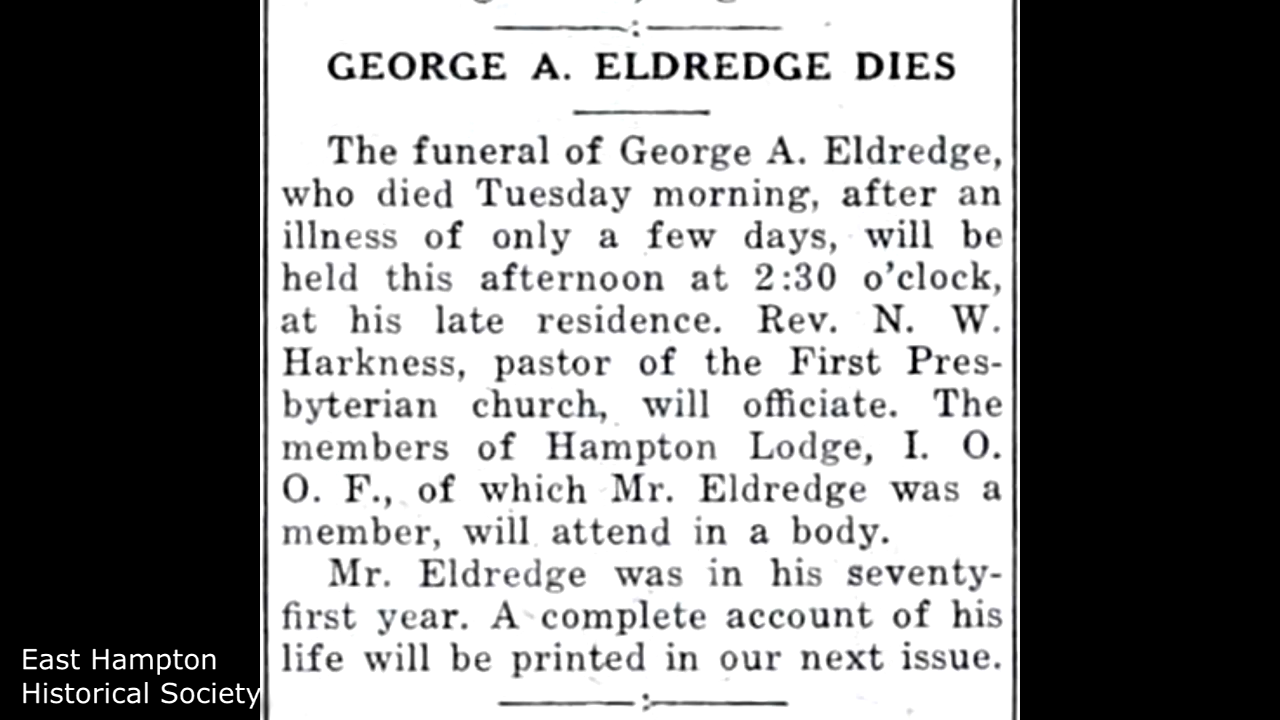 GEORGE A. ELDREDGE DIES
The funeral of George A. Eldredge,
who died Tuesday morning, after an
illness of only a few days, will be
held this afternoon at 2:30 o'clock,
at his late residence. Rev. N. W.
Harkness, pastor of the First Pres-
byterian church, will officiate. The
members of Hampton Lodge, I. O.
O. F., of which Mr. Eldredge was a
member, will attend in a body.
Mr. Eldredge was in his seventy-
first year. A complete account of his
life will be printed in our next issue.
East Hampton
Historical Society